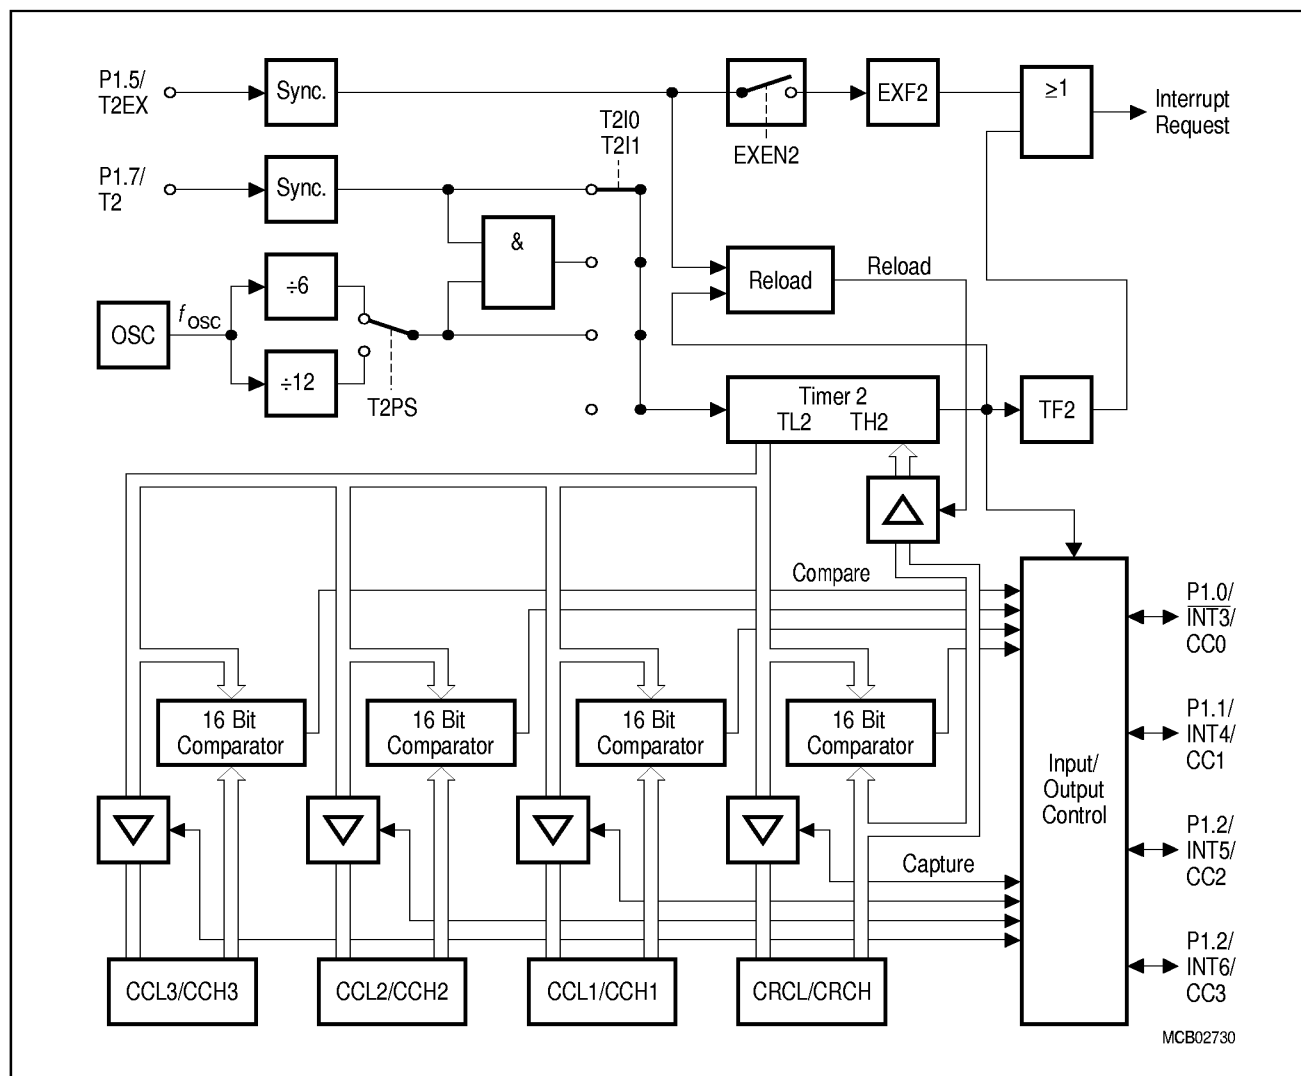 P1.5/
T2EX
Sync.
EXEN2
EXF2
≥1
Interrupt
Request
T2I0
T2I1
P1.7/
T2
Sync.
&
÷6
OSC
f OSC
÷12
T2PS
Reload
Reload
Timer 2
TL2 TH2
TF2
Compare
16 Bit
Comparator
16 Bit
Comparator
16 Bit
Comparator
16 Bit
Comparator
Capture
CCL3/CCH3
CCL2/CCH2
CCL1/CCH1
CRCL/CRCH
Input/
Output
Control
P1.0/
INT3/
CC0
P1.1/
INT4/
CC1
P1.2/
INT5/
CC2
P1.2/
INT6/
CC3
MCB02730